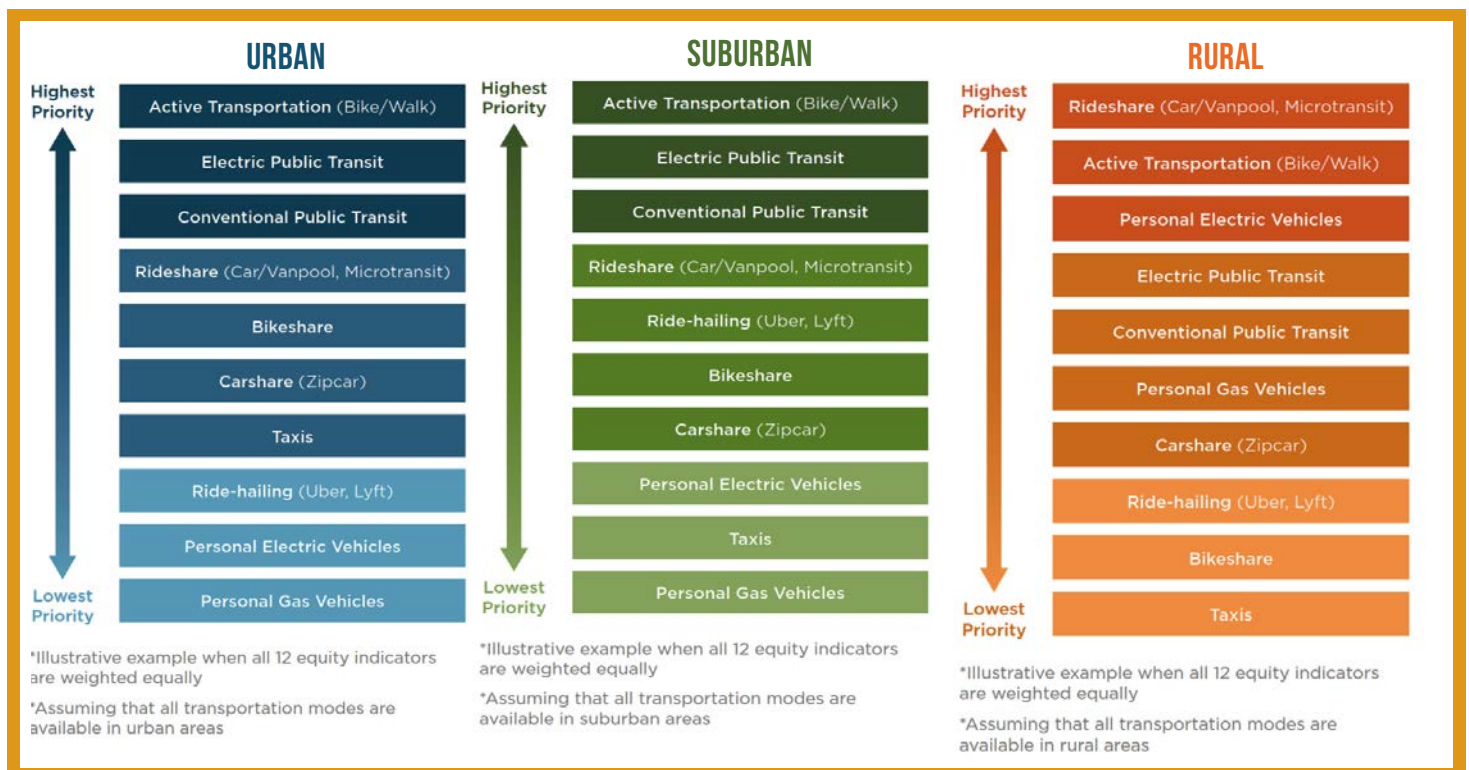 URBAN
Highest
Priority
Active Transportation (Bike/Walk)
Electric Public Transit
Conventional Public Transit
Rideshare (Car/Vanpool, Microtransit)
Bikeshare
Carshare (Zipcar)
Taxis
Ride-hailing (Uber, Lyft)
Personal Electric Vehicles
Personal Gas Vehicles
Lowest
Priority
*Illustrative example when all 12 equity indicators
are weighted equally
*Assuming that all transportation modes are
available in urban areas
SUBURBAN
Highest
Priority
Active Transportation (Bike/Walk)
Electric Public Transit
Conventional Public Transit
Rideshare (Car/Vanpool, Microtransit)
Ride-hailing (Uber, Lyft)
Bikeshare
Carshare (Zipcar)
Personal Electric Vehicles
Taxis
Personal Gas Vehicles
Lowest
Priority
*Illustrative example when all 12 equity indicators
are weighted equally
*Assuming that all transportation modes are
available in suburban areas
RURAL
Highest
Priority
Rideshare (Car/Vanpool, Microtransit)
Active Transportation (Bike/Walk)
Personal Electric Vehicles
Electric Public Transit
Conventional Public Transit
Personal Gas Vehicles
Carshare (Zipcar)
Ride-hailing (Uber, Lyft)
Bikeshare
Taxis
Lowest
Priority
*Illustrative example when all 12 equity indicators
are weighted equally
*Assuming that all transportation modes are
available in rural areas